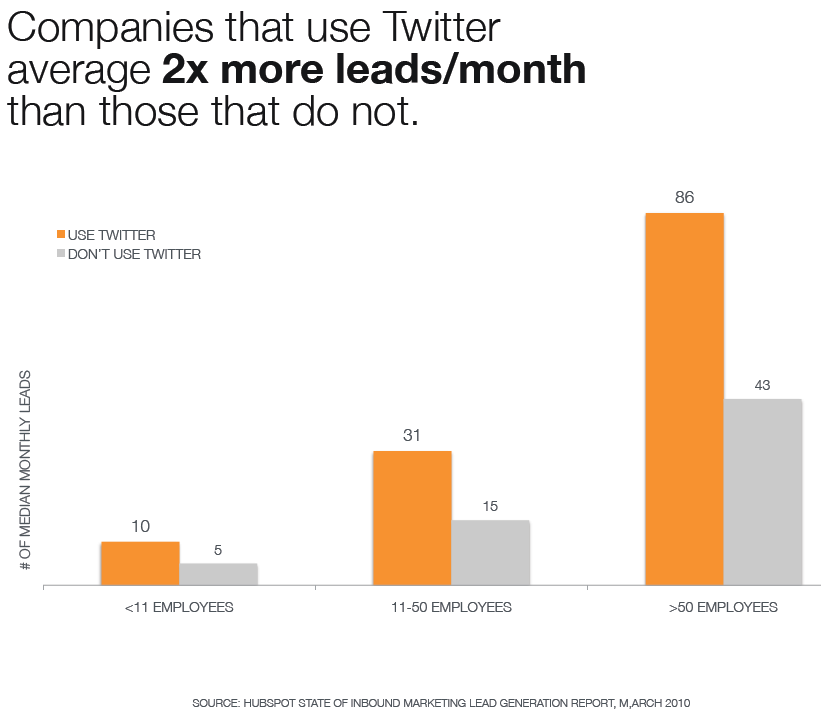 Companies that use Twitter
average 2x more leads/month
than those that do not.
USE TWITTER
DON'T USE TWITTER
# OF MEDIAN MONTHLY LEADS
10
5
31
15
86
43
<11 EMPLOYEES
11-50 EMPLOYEES
>50 EMPLOYEES
SOURCE: HUBSPOT STATE OF INBOUND MARKETING LEAD GENERATION REPORT, M,ARCH 2010